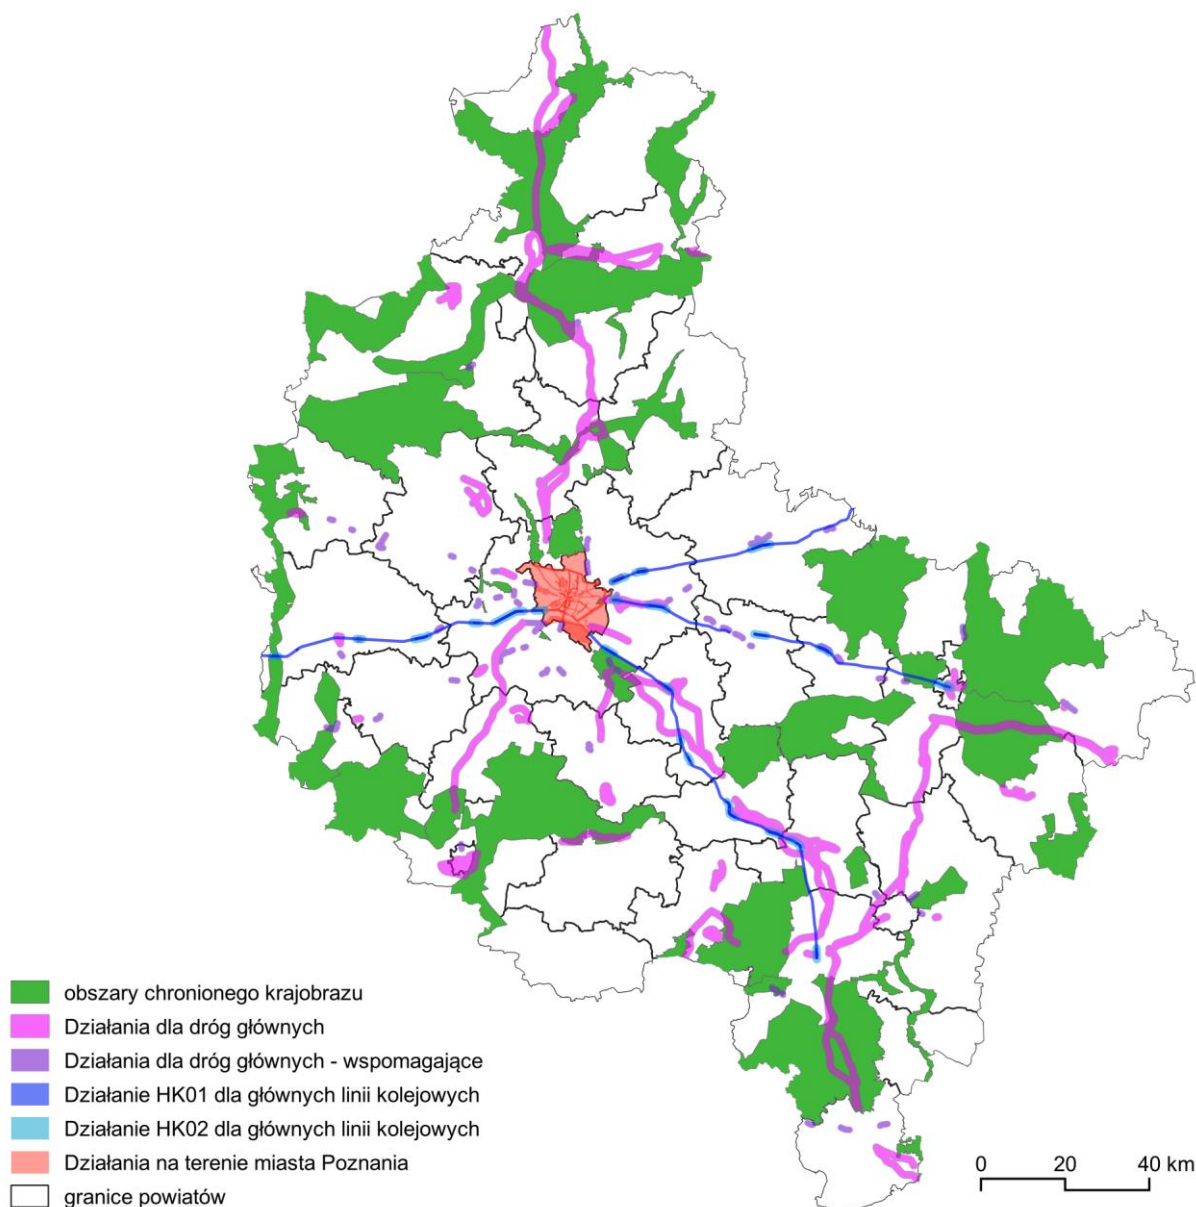 obszary chronionego krajobrazu
Działania dla dróg głównych
Działania dla dróg głównych - wspomagające
Działanie HK01 dla głównych linii kolejowych
Działanie HK02 dla głównych linii kolejowych
Działania na terenie miasta Poznania
granice powiatów
0 20 40 km